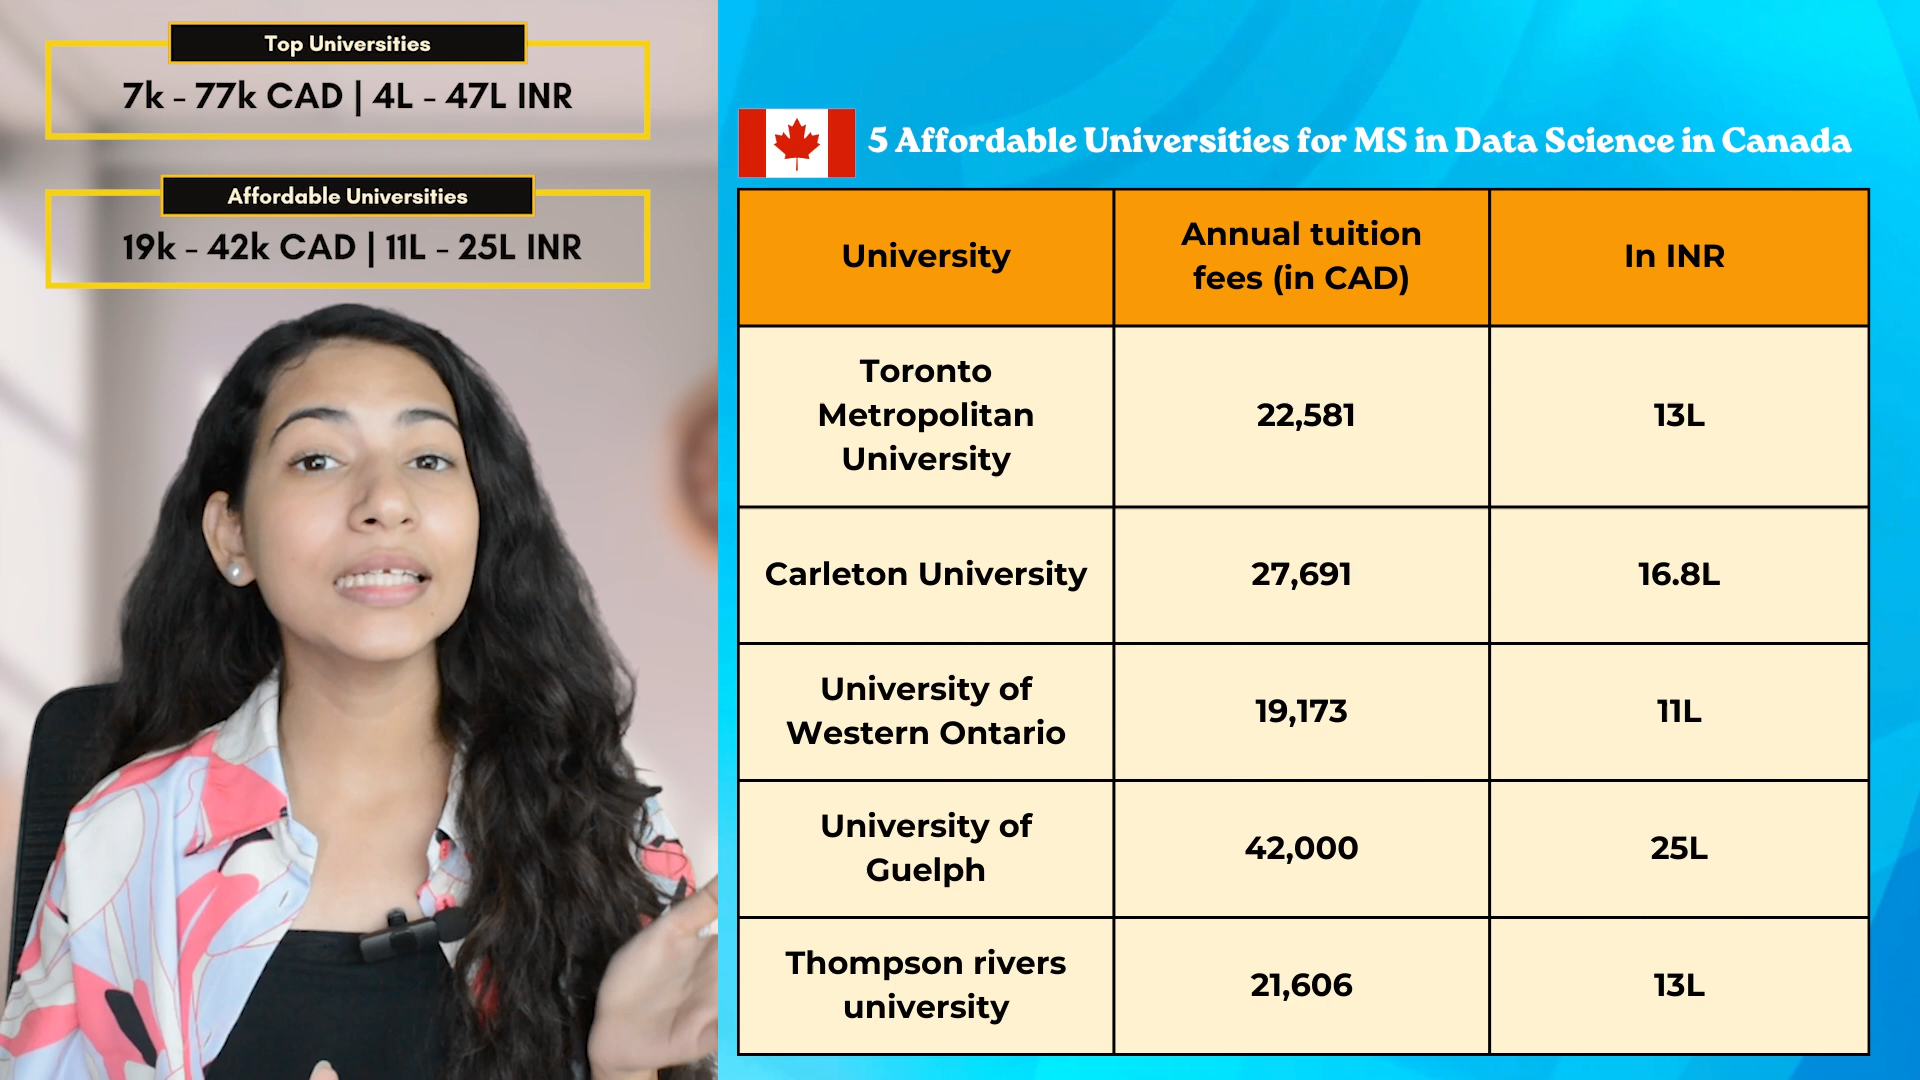 Top Universities
7k - 77k CAD | 4L - 47L INR
Affordable Universities
19k - 42k CAD | 11L - 25L INR
5 Affordable Universities for MS in Data Science in Canada
University
Annual tuition
fees (in CAD)
In INR
Toronto
Metropolitan
University
22,581
13L
Carleton University
27,691
16.8L
University of
Western Ontario
19,173
11L
University of
Guelph
42,000
25L
Thompson rivers
university
21,606
13L